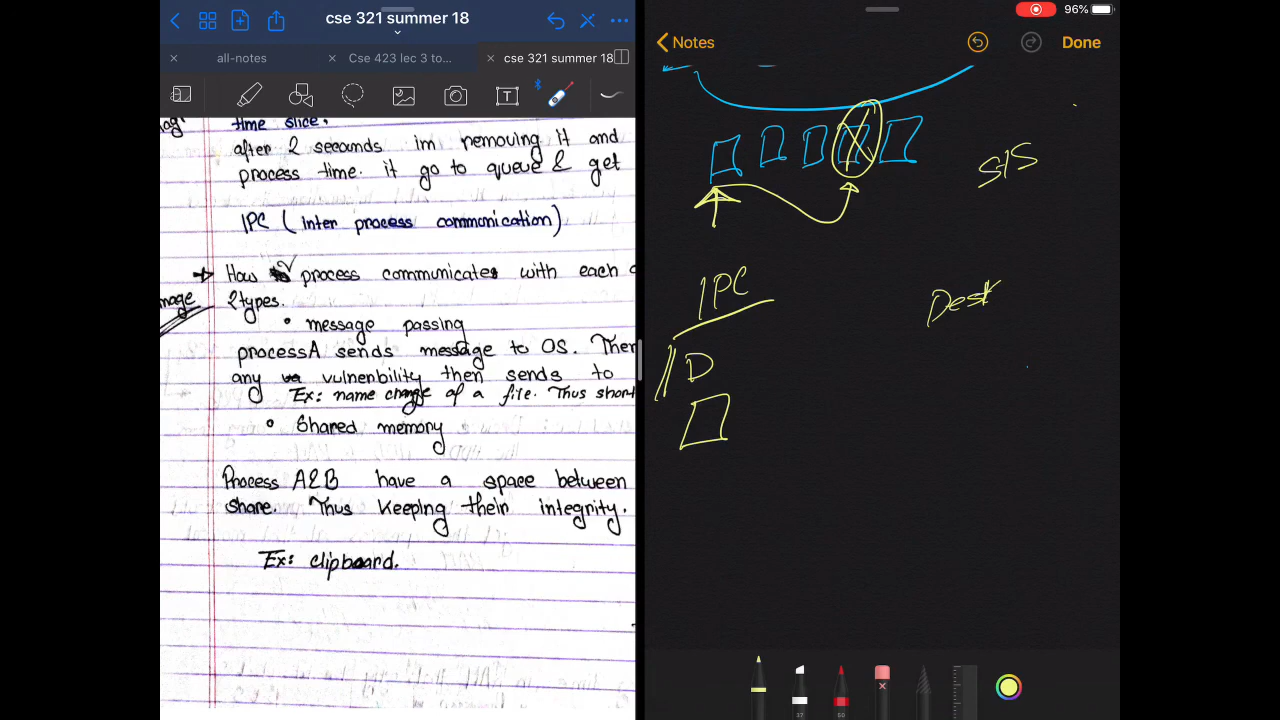 cse 321 summer 18
all-notes
Cse 423 lec 3 to...
cse 321 summer 18
time slice.
after 2 seconds im removing it and
process time. it go to queue & get
IPC ( Inter process communication)
How process communicates with each
2types.
• message passing
processA sends message to OS. Then
any vulnerbility then sends to
Ex: name change of a file. Thus short
• Shared memory
Process A&B have a space between
share. Thus keeping their integrity.
Ex: clipboard.
96%
Notes
Done
IPC
Desk
D
37
50